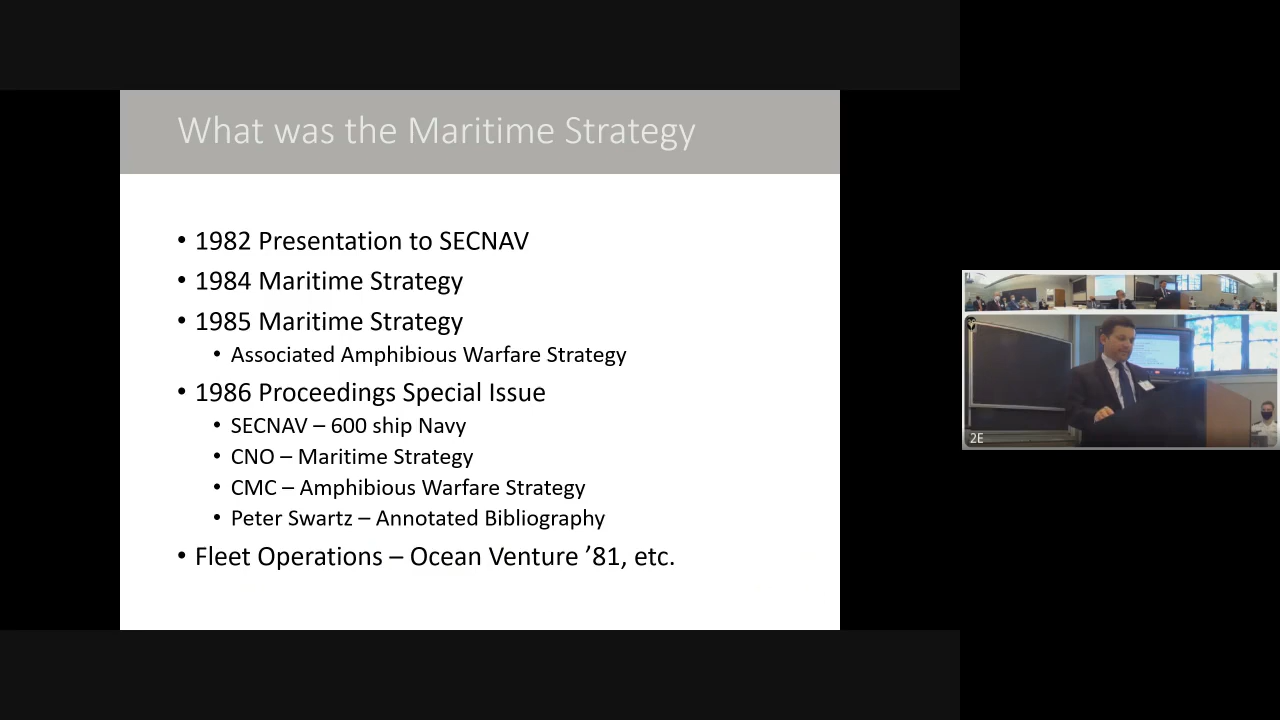 What was the Maritime Strategy
• 1982 Presentation to SECNAV
• 1984 Maritime Strategy
• 1985 Maritime Strategy
• Associated Amphibious Warfare Strategy
• 1986 Proceedings Special Issue
• SECNAV – 600 ship Navy
• CNO – Maritime Strategy
• CMC – Amphibious Warfare Strategy
• Peter Swartz – Annotated Bibliography
• Fleet Operations – Ocean Venture ’81, etc.
2E